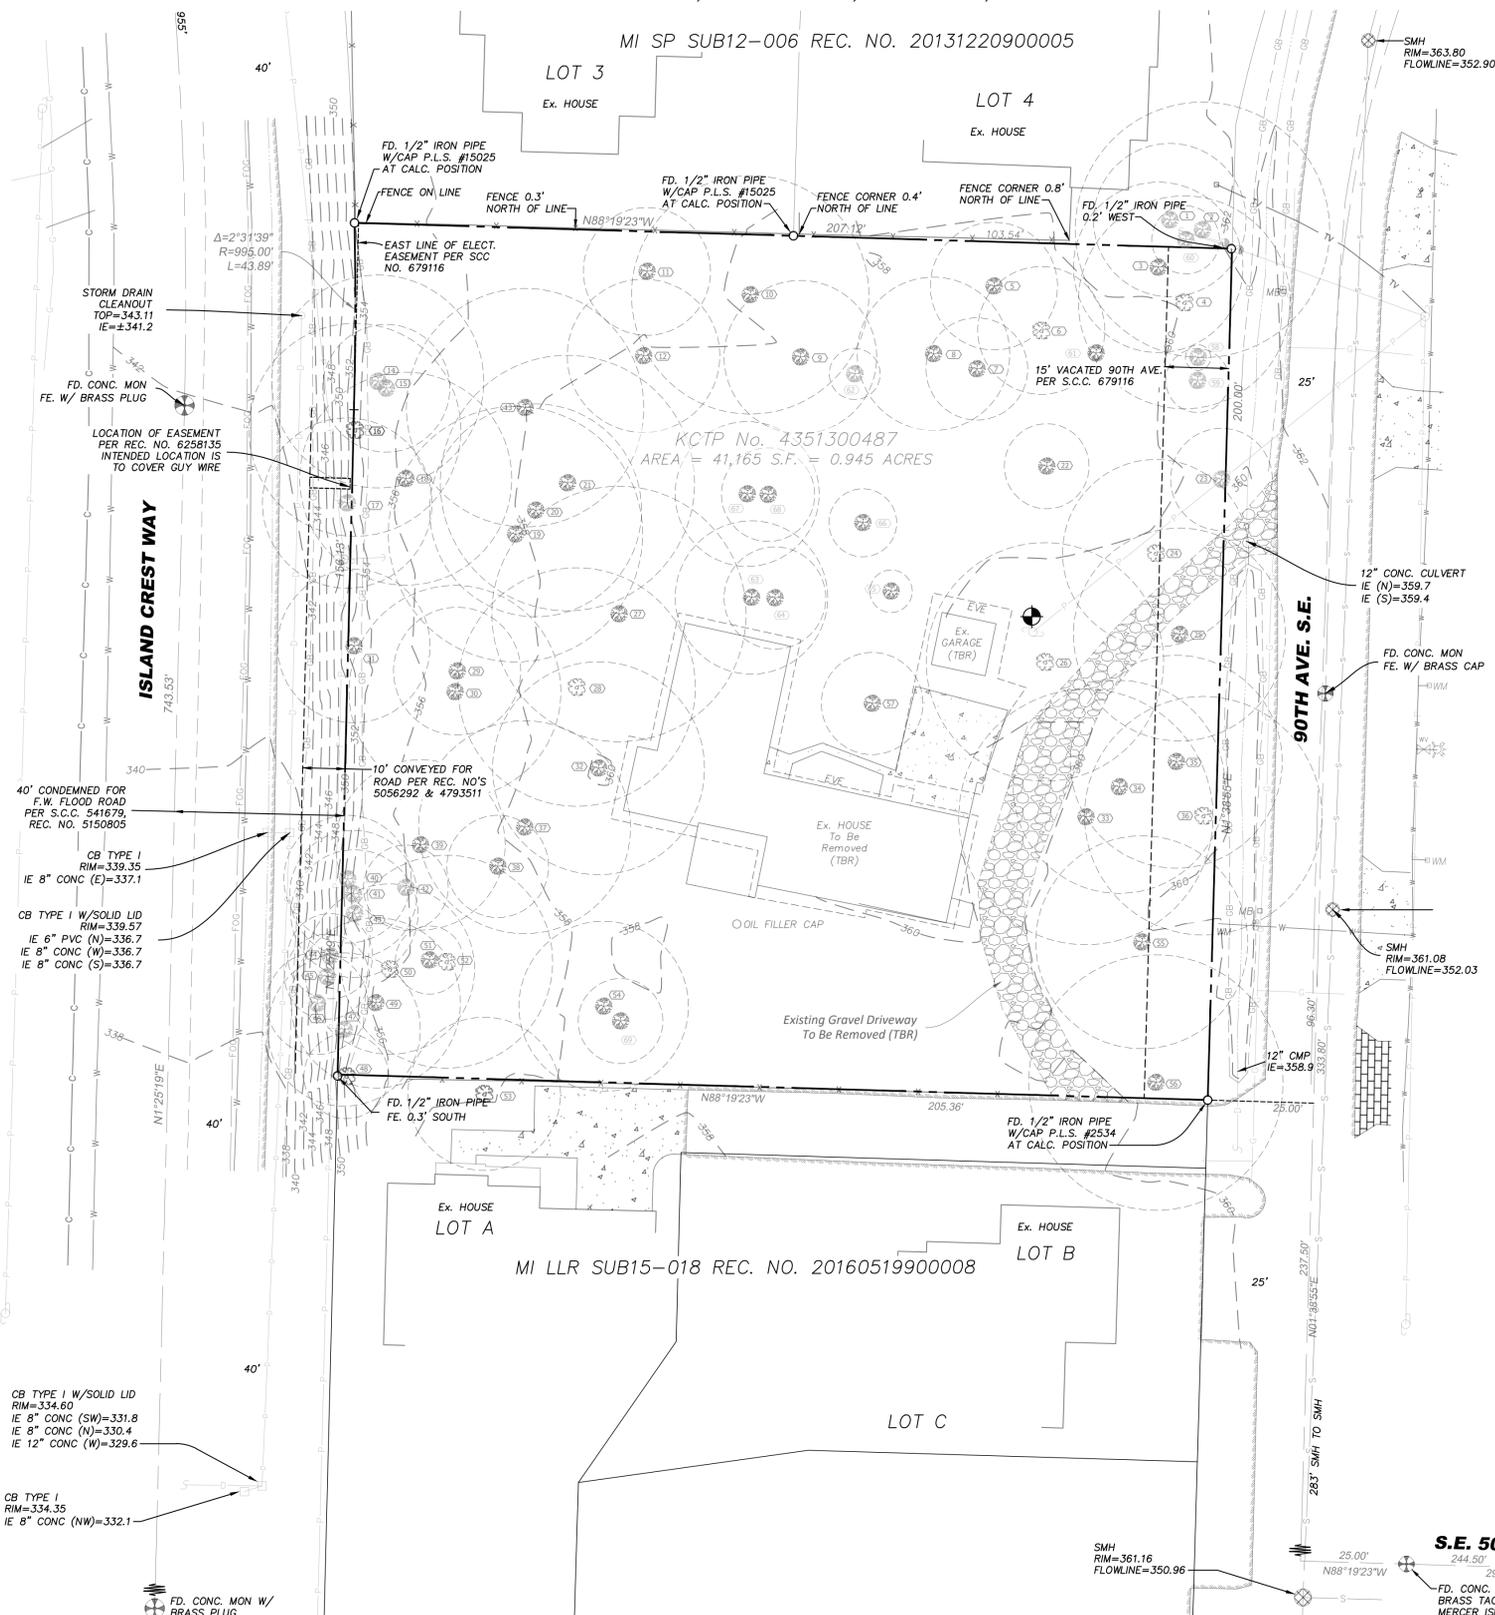 MI SP SUB12-006 REC. NO. 20131220900005
955'
40'
LOT 3
Ex. HOUSE
LOT 4
Ex. HOUSE
SMH
RIM=363.80
FLOWLINE=352.90
FD. 1/2" IRON PIPE
W/CAP P.L.S. #15025
AT CALC. POSITION
FENCE ON LINE
FENCE 0.3'
NORTH OF LINE
N88°19'23"W
FD. 1/2" IRON PIPE
W/CAP P.L.S. #15025
AT CALC. POSITION
FENCE CORNER 0.4'
NORTH OF LINE
207.12'
FENCE CORNER 0.8'
NORTH OF LINE
103.54'
FD. 1/2" IRON PIPE
0.2' WEST
Δ=2°31'39"
R=995.00'
L=43.89'
EAST LINE OF ELECT.
EASEMENT PER SCC
NO. 679116
STORM DRAIN
CLEANOUT
TOP=343.11
IE=±341.2
FD. CONC. MON
FE. W/ BRASS PLUG
LOCATION OF EASEMENT
PER REC. NO. 6258135
INTENDED LOCATION IS
TO COVER GUY WIRE
15' VACATED 90TH AVE.
PER S.C.C. 679116
200.00'
25'
KCTP No. 4351300487
AREA = 41,165 S.F. = 0.945 ACRES
ISLAND CREST WAY
743.53'
156.13'
12" CONC. CULVERT
IE (N)=359.7
IE (S)=359.4
EVE
Ex.
GARAGE
(TBR)
90TH AVE. S.E.
FD. CONC. MON
FE. W/ BRASS CAP
10' CONVEYED FOR
ROAD PER REC. NO'S
5056292 & 4793511
40' CONDEMNED FOR
F.W. FLOOD ROAD
PER S.C.C. 541679,
REC. NO. 5150805
EVE
Ex. HOUSE
To Be
Removed
(TBR)
N1°38'55"E
CB TYPE I
RIM=339.35
IE 8" CONC (E)=337.1
CB TYPE I W/SOLID LID
RIM=339.57
IE 6" PVC (N)=336.7
IE 8" CONC (W)=336.7
IE 8" CONC (S)=336.7
OIL FILLER CAP
SMH
RIM=361.08
FLOWLINE=352.03
Existing Gravel Driveway
To Be Removed (TBR)
96.30'
333.80'
12" CMP
IE=358.9
N1°25'19"E
40'
FD. 1/2" IRON PIPE
FE. 0.3' SOUTH
N88°19'23"W
205.36'
25.00'
FD. 1/2" IRON PIPE
W/CAP P.L.S. #2534
AT CALC. POSITION
Ex. HOUSE
LOT A
Ex. HOUSE
LOT B
MI LLR SUB15-018 REC. NO. 20160519900008
237.50'
N01°38'55"E
25'
40'
LOT C
CB TYPE I W/SOLID LID
RIM=334.60
IE 8" CONC (SW)=331.8
IE 8" CONC (N)=330.4
IE 12" CONC (W)=329.6
283' SMH TO SMH
CB TYPE I
RIM=334.35
IE 8" CONC (NW)=332.1
SMH
RIM=361.16
FLOWLINE=350.96
S.E. 50
25.00'
244.50'
N88°19'23"W
FD. CONC. MON W/
BRASS PLUG
FD. CONC.
BRASS TAC
MERCER IS